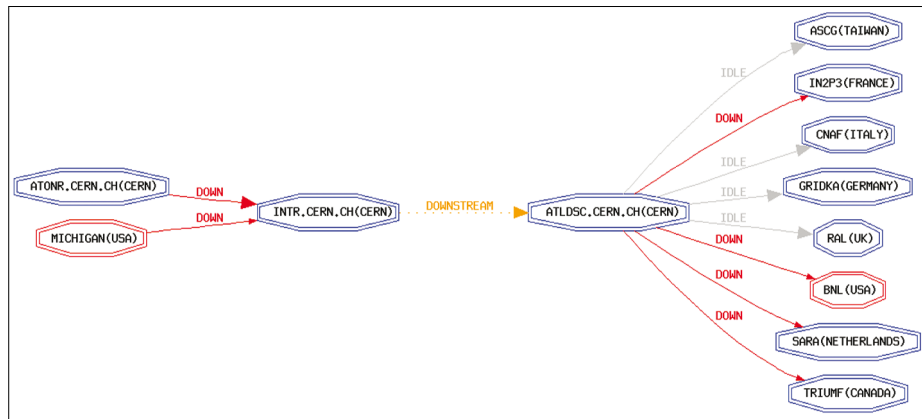 ASCG(TAIWAN)
IDLE
IN2P3(FRANCE)
DOWN
CNAF(ITALY)
IDLE
ATONR.CERN.CH(CERN)
DOWN
GRIDKA(GERMANY)
IDLE
INTR.CERN.CH(CERN)
DOWNSTREAM
ATLDSC.CERN.CH(CERN)
DOWN
MICHIGAN(USA)
IDLE
RAL(UK)
DOWN
BNL(USA)
DOWN
SARA(NETHERLANDS)
DOWN
TRIUMF(CANADA)